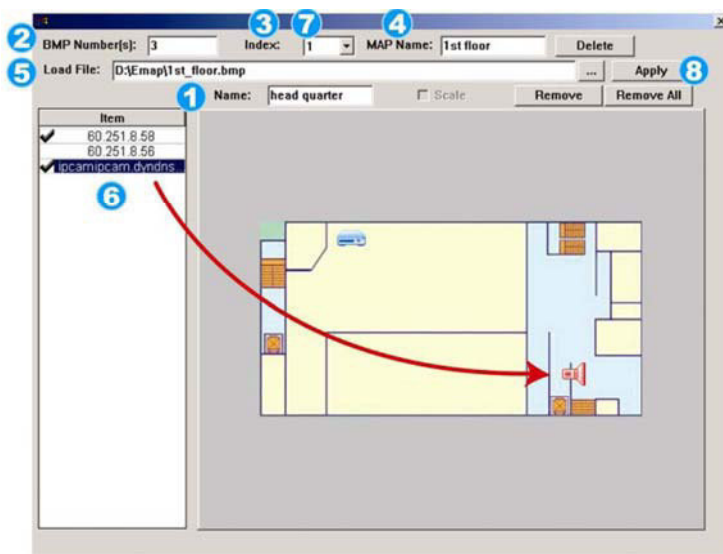 3 7 4
2 BMP Number(s): 3 Index: 1 MAP Name: 1st floor Delete
5 Load File: D:\Emap\1st_floor.bmp ... Apply 8
1 Name: head quarter Scale Remove Remove All
Item
60.251.8.58
60.251.8.56
ipcamipcam.dyndns
6